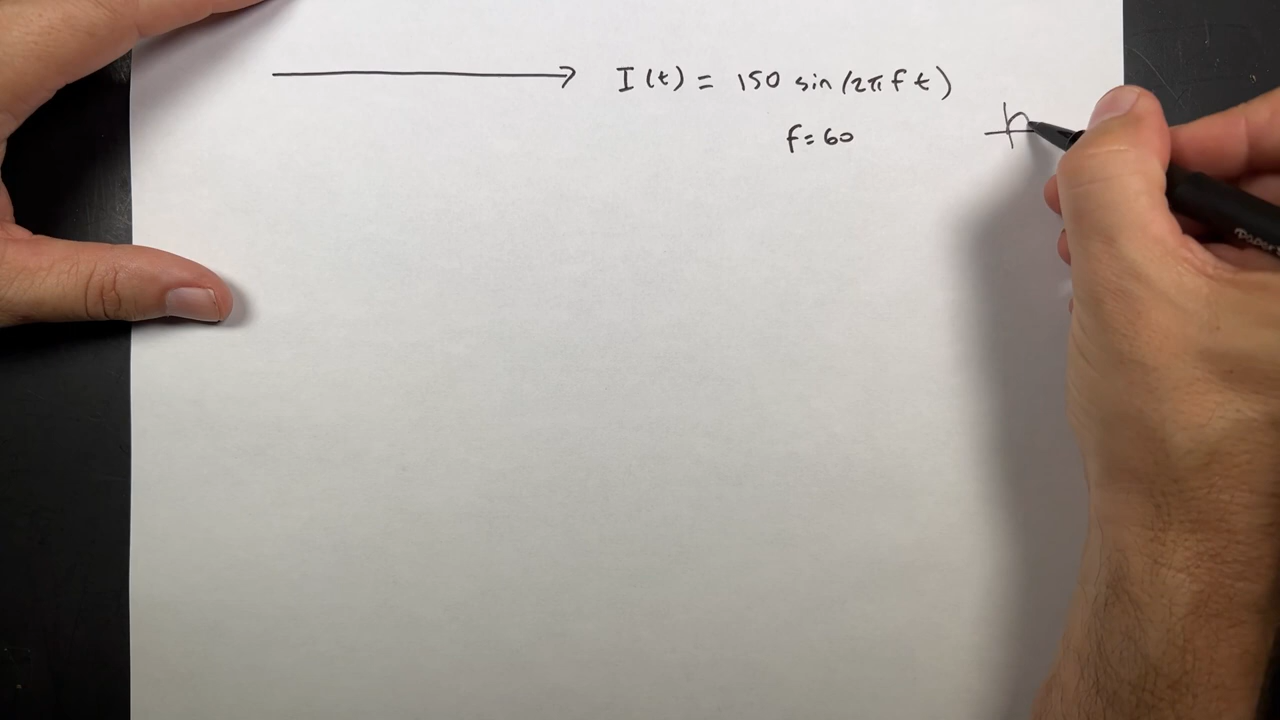 I(t) = 150 sin(2πft)
f=60